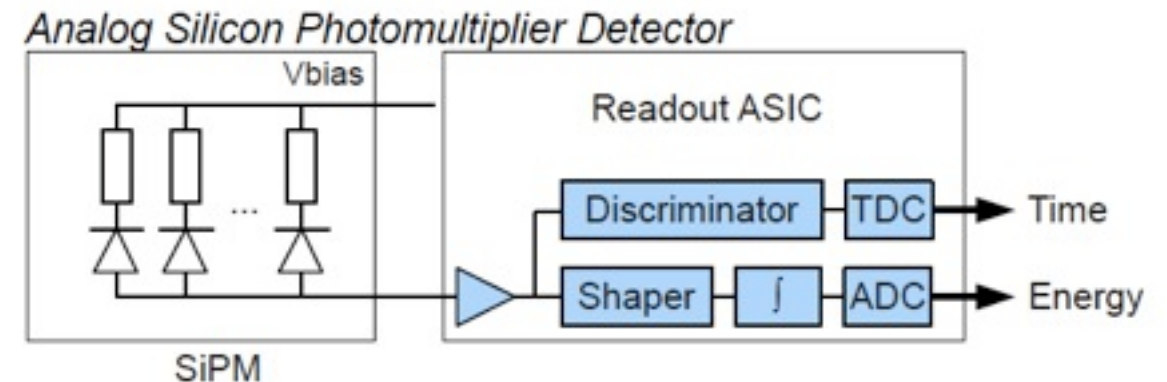 Analog Silicon Photomultiplier Detector
Vbias
Readout ASIC
...
Discriminator
TDC
Time
Shaper
∫
ADC
Energy
SiPM